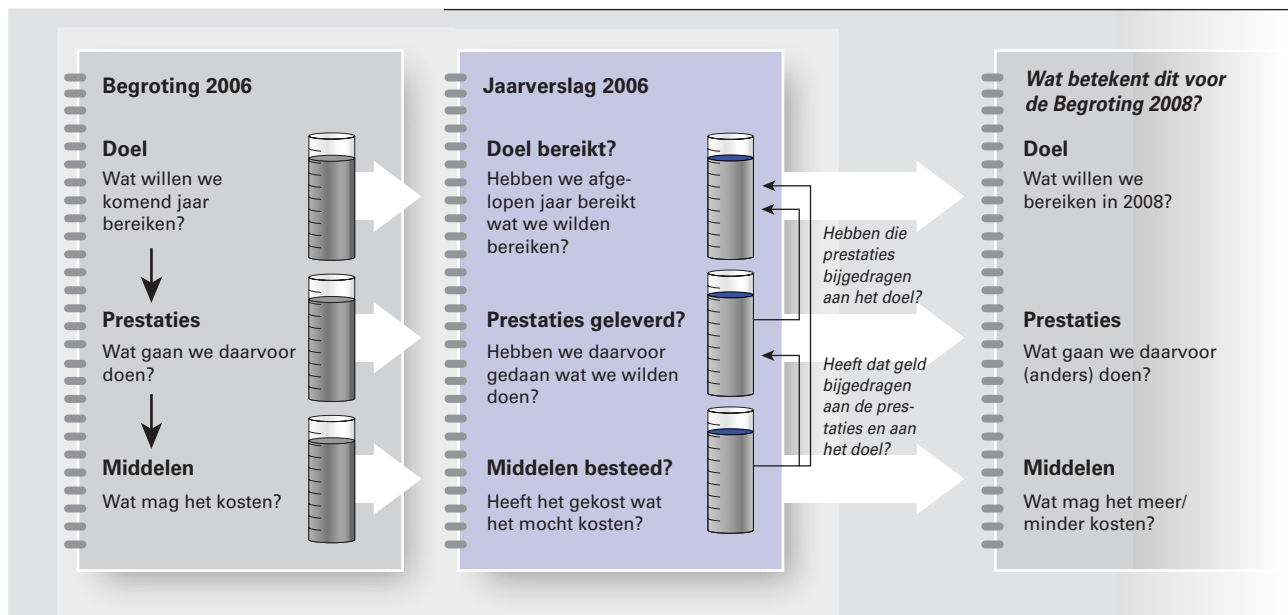 Begroting 2006
Doel
Wat willen we
komend jaar
bereiken?
Prestaties
Wat gaan we daarvoor
doen?
Middelen
Wat mag het kosten?
Jaarverslag 2006
Doel bereikt?
Hebben we afge-
lopen jaar bereikt
wat we wilden
bereiken?
Prestaties geleverd?
Hebben we daarvoor
gedaan wat we wilden
doen?
Middelen besteed?
Heeft het gekost wat
het mocht kosten?
Hebben die
prestaties
bijgedragen
aan het doel?
Heeft dat geld
bijgedragen
aan de pres-
taties en aan
het doel?
Wat betekent dit voor
de Begroting 2008?
Doel
Wat willen we
bereiken in 2008?
Prestaties
Wat gaan we daarvoor
(anders) doen?
Middelen
Wat mag het meer/
minder kosten?